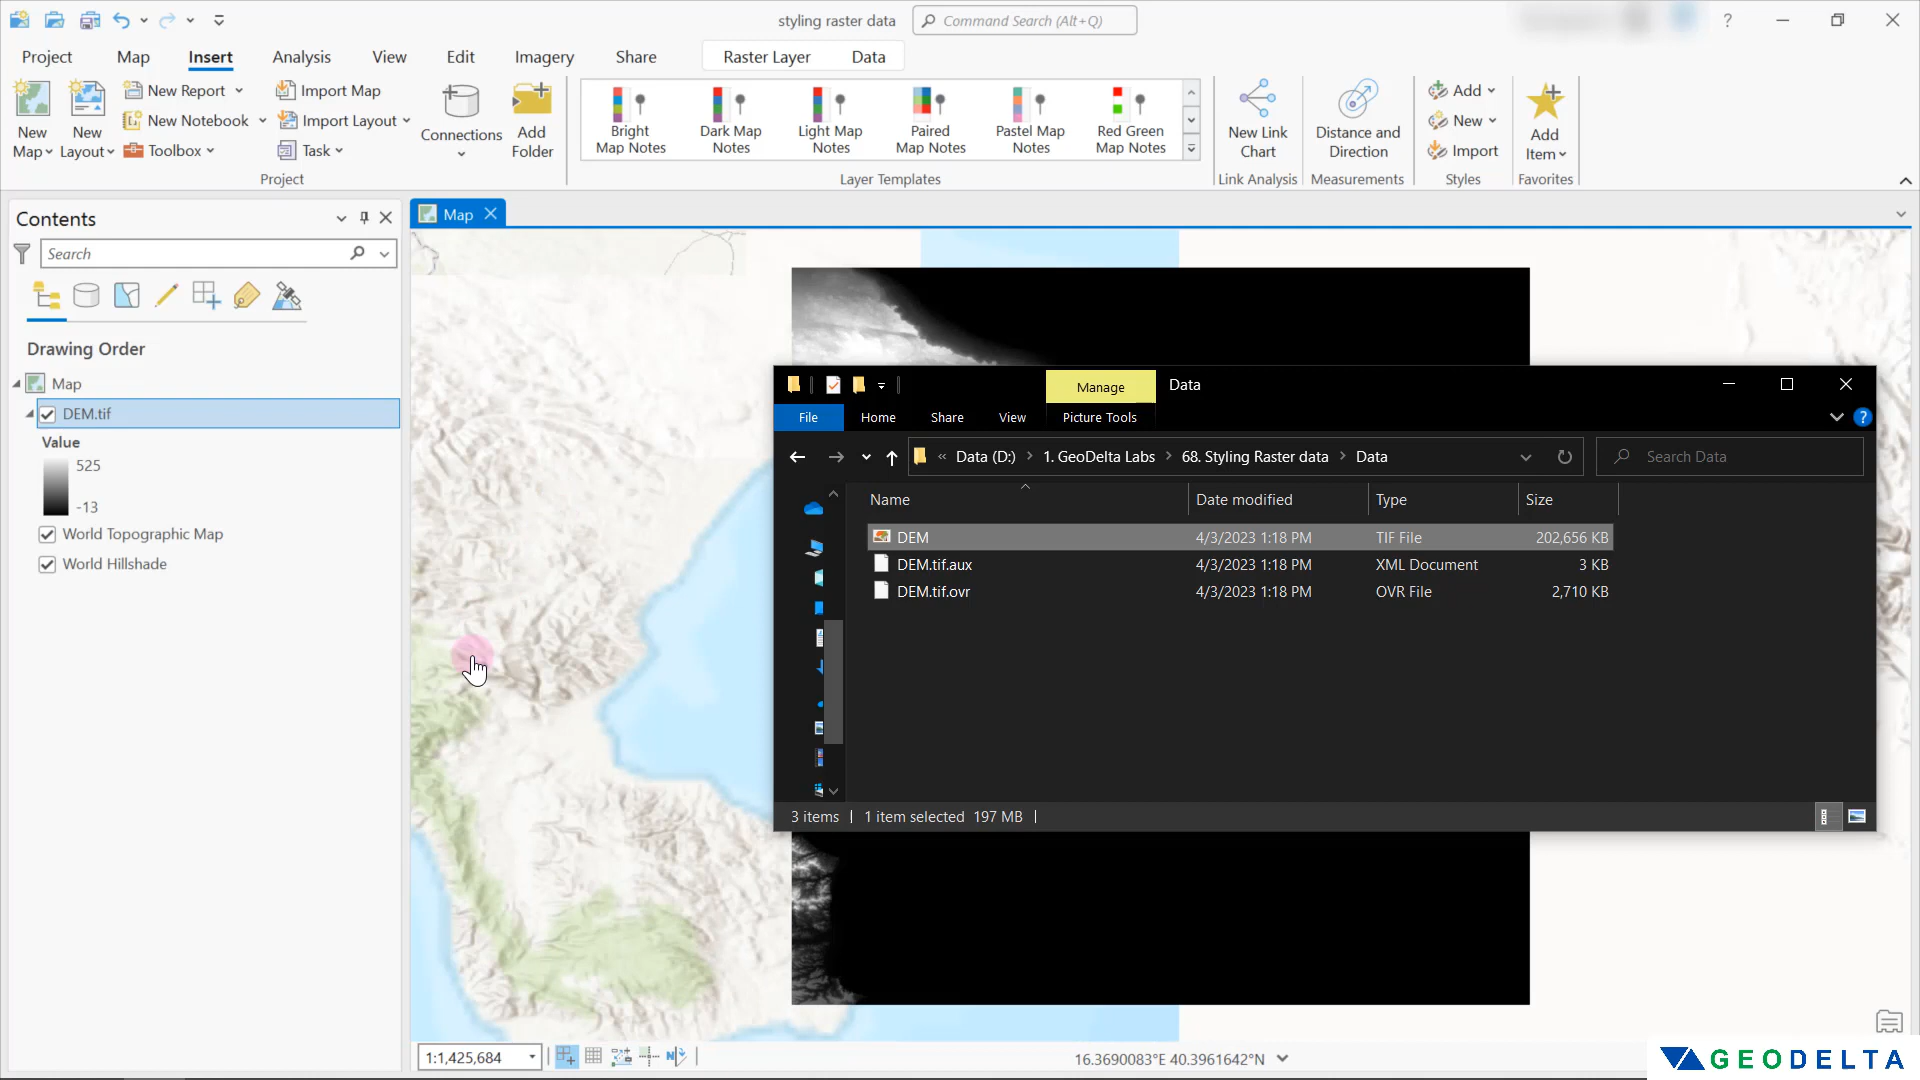 styling raster data
Command Search (Alt+Q)
?
Project Map Insert Analysis View Edit Imagery Share Raster Layer Data
New Map
New Layout
New Report
New Notebook
Toolbox
Import Map
Import Layout
Task
Connections
Add Folder
Bright Map Notes
Dark Map Notes
Light Map Notes
Paired Map Notes
Pastel Map Notes
Red Green Map Notes
New Link Chart
Distance and Direction
Add
New
Import
Add Item
Project
Layer Templates
Link Analysis
Measurements
Styles
Favorites
Contents
Search
Drawing Order
Map
DEM.tif
Value
525
-13
World Topographic Map
World Hillshade
Map
Manage
Data
File Home Share View Picture Tools
?
« Data (D:) > 1. GeoDelta Labs > 68. Styling Raster data > Data
Search Data
Name Date modified Type Size
DEM 4/3/2023 1:18 PM TIF File 202,656 KB
DEM.tif.aux 4/3/2023 1:18 PM XML Document 3 KB
DEM.tif.ovr 4/3/2023 1:18 PM OVR File 2,710 KB
3 items 1 item selected 197 MB
1:1,425,684
16.3690083°E 40.3961642°N
GEODELTA